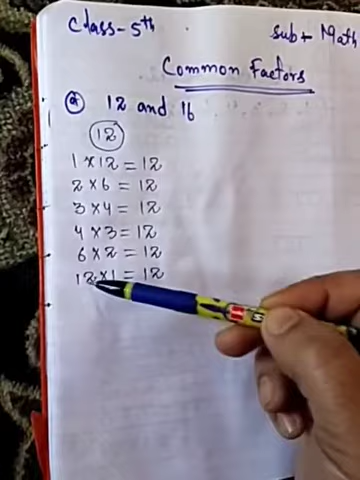 Class-5th
sub+ Math
Common Factors
a 12 and 16
12
1 × 12 = 12
2 × 6 = 12
3 × 4 = 12
4 × 3 = 12
6 × 2 = 12
12 × 1 = 12